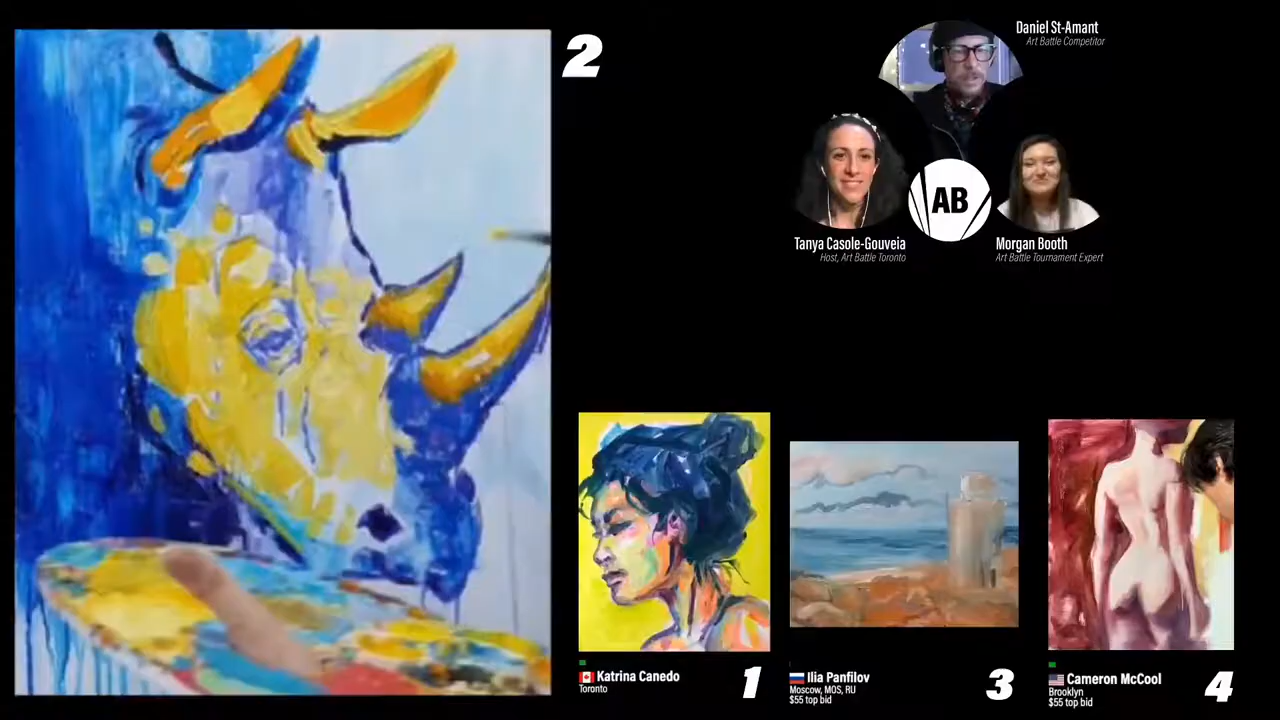 2
Daniel St-Amant
Art Battle Competitor
AB
Tanya Casole-Gouveia
Host, Art Battle Toronto
Morgan Booth
Art Battle Tournament Expert
Katrina Canedo
Toronto
1
Ilia Panfilov
Moscow, MOS, RU
$55 top bid
3
Cameron McCool
Brooklyn
$55 top bid
4